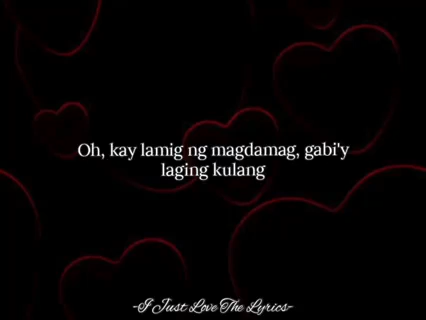 Oh, kay lamig ng magdamag, gabi'y
laging kulang
-I Just Love The Lyrics-